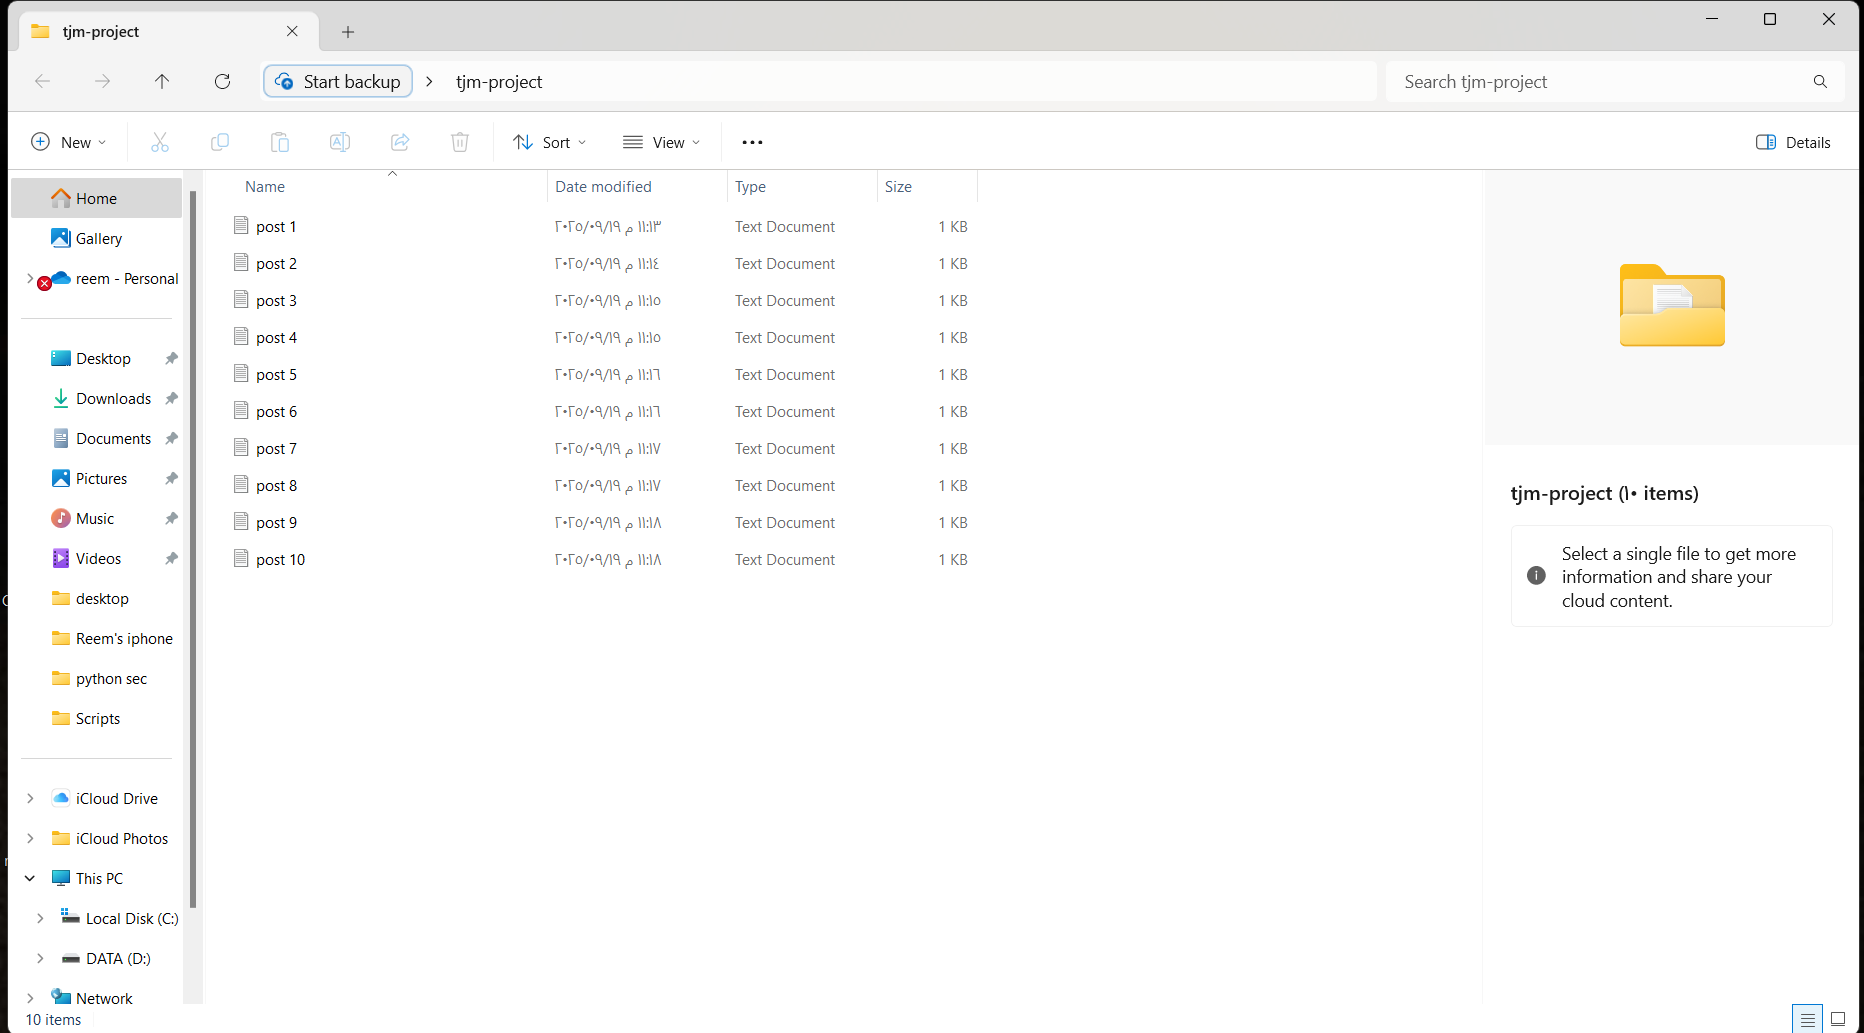 tjm-project
Start backup > tjm-project
Search tjm-project
New
Sort
View
Details
Home
Gallery
reem - Personal
Desktop
Downloads
Documents
Pictures
Music
Videos
desktop
Reem's iphone
python sec
Scripts
iCloud Drive
iCloud Photos
This PC
Local Disk (C:)
DATA (D:)
Network
10 items
Name Date modified Type Size
post 1 ٢٠٢٥/٠٩/١٩ م ١١:١٣ Text Document 1 KB
post 2 ٢٠٢٥/٠٩/١٩ م ١١:١٤ Text Document 1 KB
post 3 ٢٠٢٥/٠٩/١٩ م ١١:١٥ Text Document 1 KB
post 4 ٢٠٢٥/٠٩/١٩ م ١١:١٥ Text Document 1 KB
post 5 ٢٠٢٥/٠٩/١٩ م ١١:١٦ Text Document 1 KB
post 6 ٢٠٢٥/٠٩/١٩ م ١١:١٦ Text Document 1 KB
post 7 ٢٠٢٥/٠٩/١٩ م ١١:١٧ Text Document 1 KB
post 8 ٢٠٢٥/٠٩/١٩ م ١١:١٧ Text Document 1 KB
post 9 ٢٠٢٥/٠٩/١٩ م ١١:١٨ Text Document 1 KB
post 10 ٢٠٢٥/٠٩/١٩ م ١١:١٨ Text Document 1 KB
tjm-project (١٠ items)
Select a single file to get more
information and share your
cloud content.